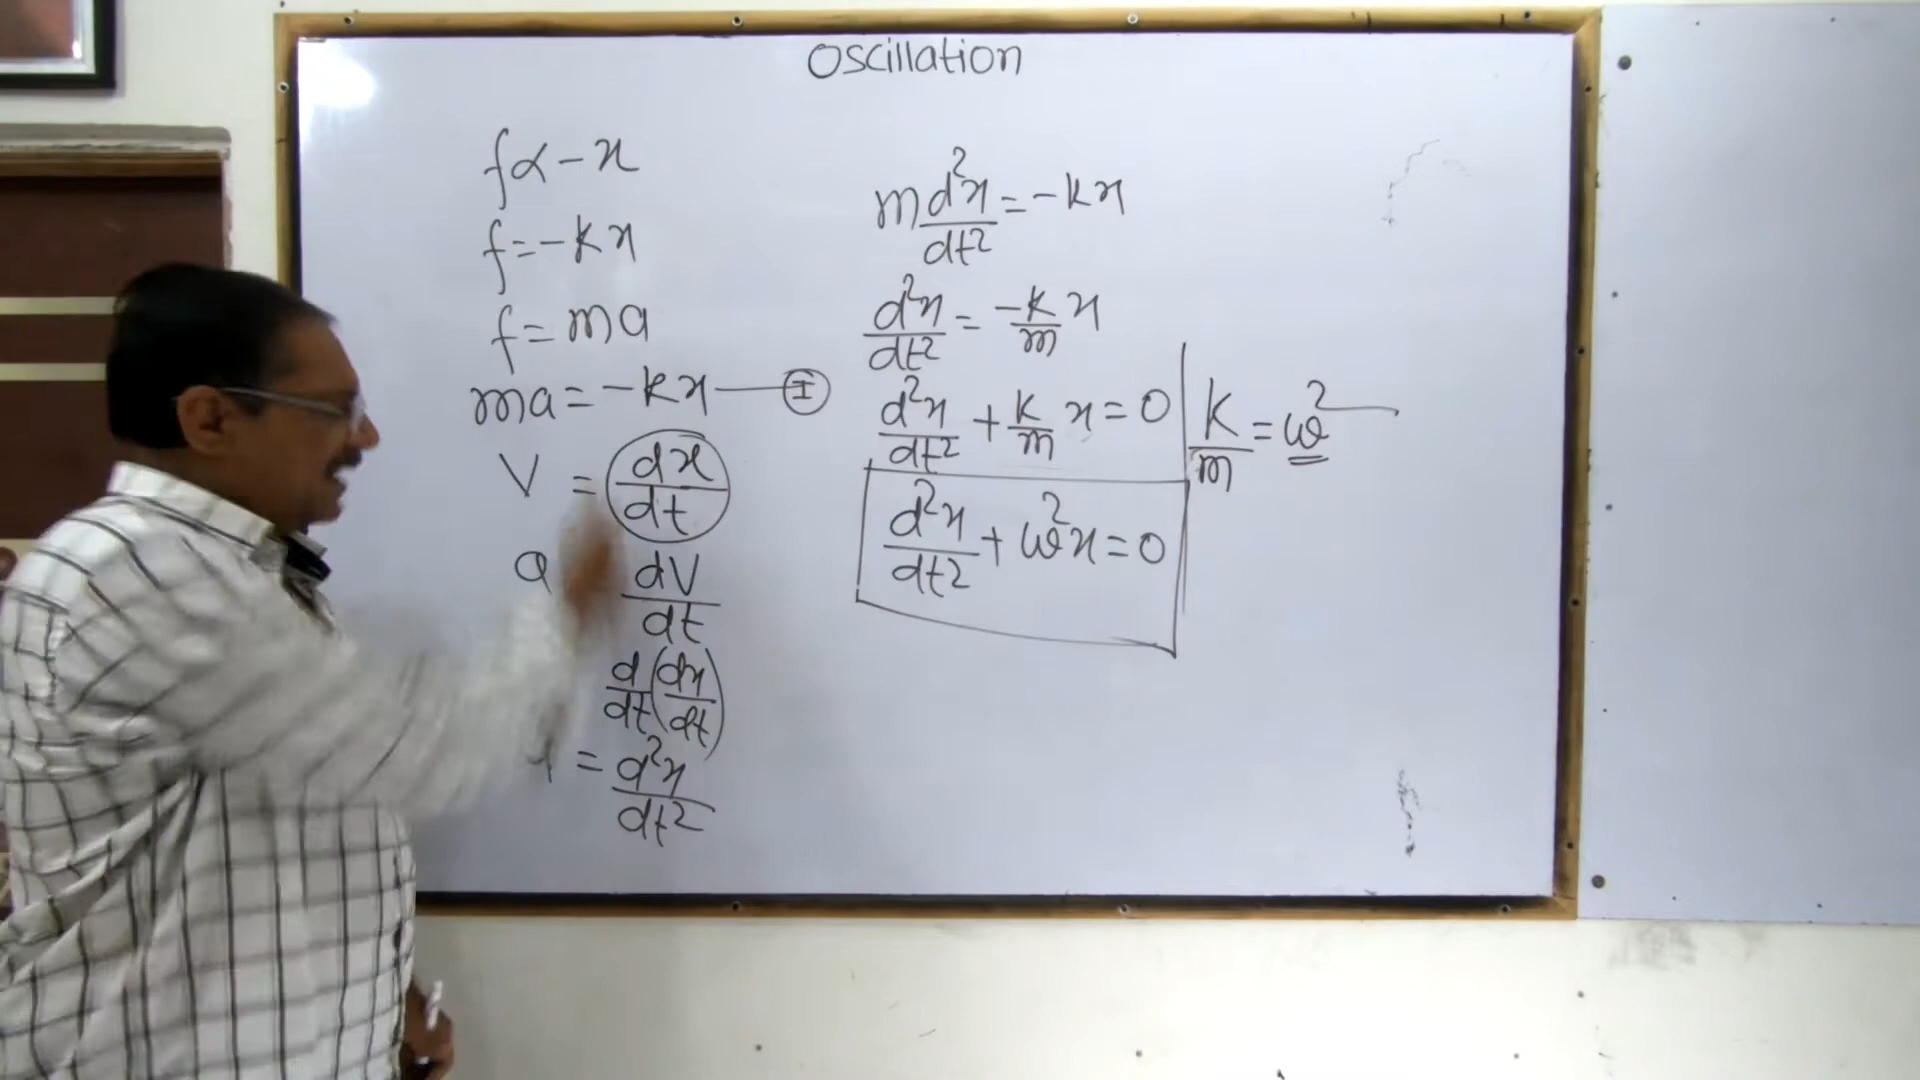 Oscillation
f ∝ - x
f = - kx
f = ma
ma = - kx — I
V = dx/dt
a dV/dt
d/dt (dx/dt)
= d²x/dt²
m d²x/dt² = - kx
d²x/dt² = -k/m x
d²x/dt² + k/m x = 0
k/m = ω²
d²x/dt² + ω²x = 0